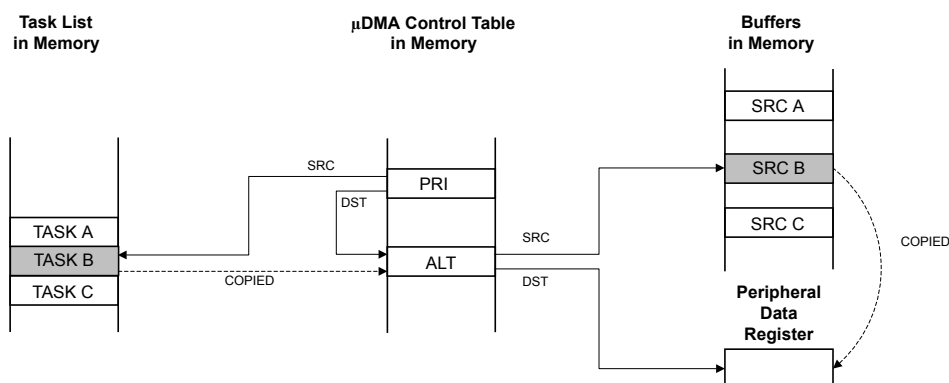 Task List
in Memory
µDMA Control Table
in Memory
Buffers
in Memory
SRC A
SRC
PRI
SRC B
DST
SRC C
TASK A
SRC
COPIED
TASK B
ALT
COPIED
DST
TASK C
Peripheral
Data
Register